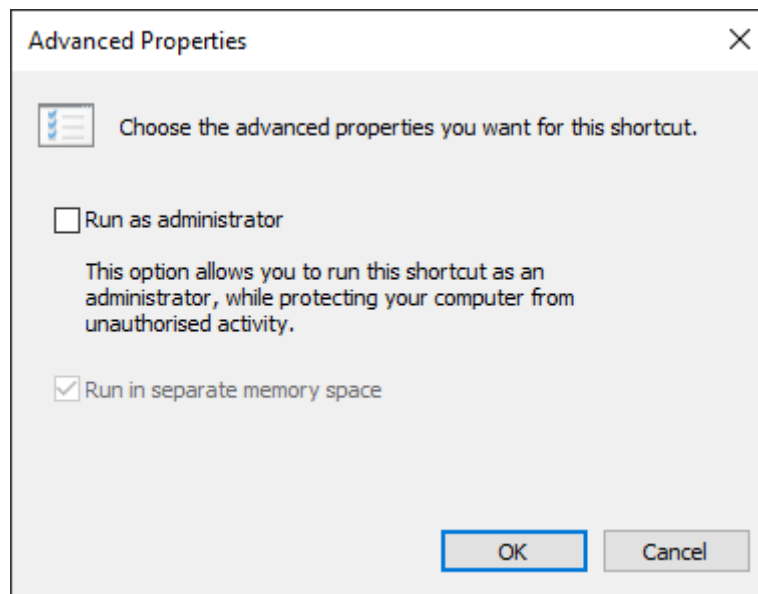 Advanced Properties
Choose the advanced properties you want for this shortcut.
Run as administrator
This option allows you to run this shortcut as an
administrator, while protecting your computer from
unauthorised activity.
Run in separate memory space
OK Cancel